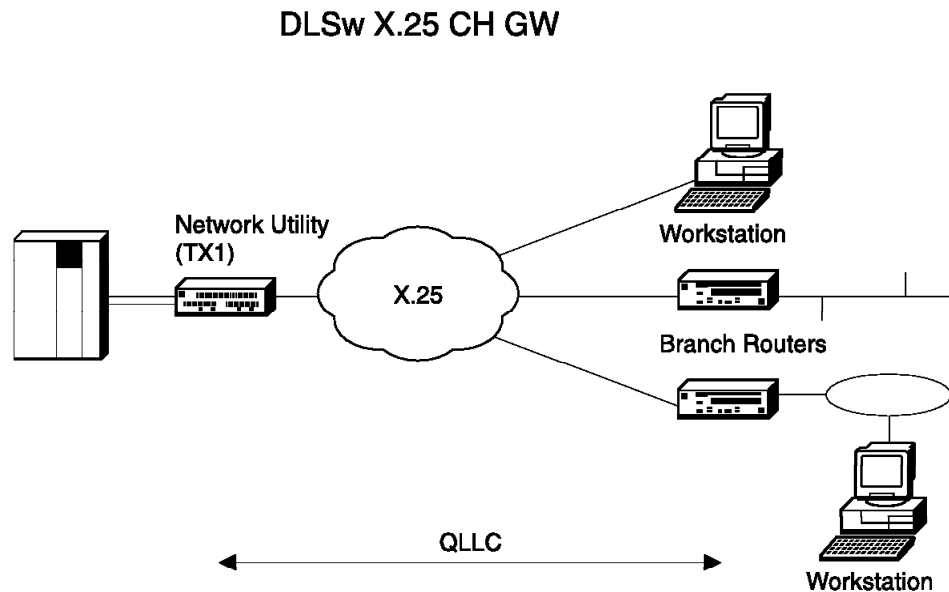 DLSw X.25 CH GW
Network Utility
(TX1)
X.25
Workstation
Branch Routers
QLLC
Workstation